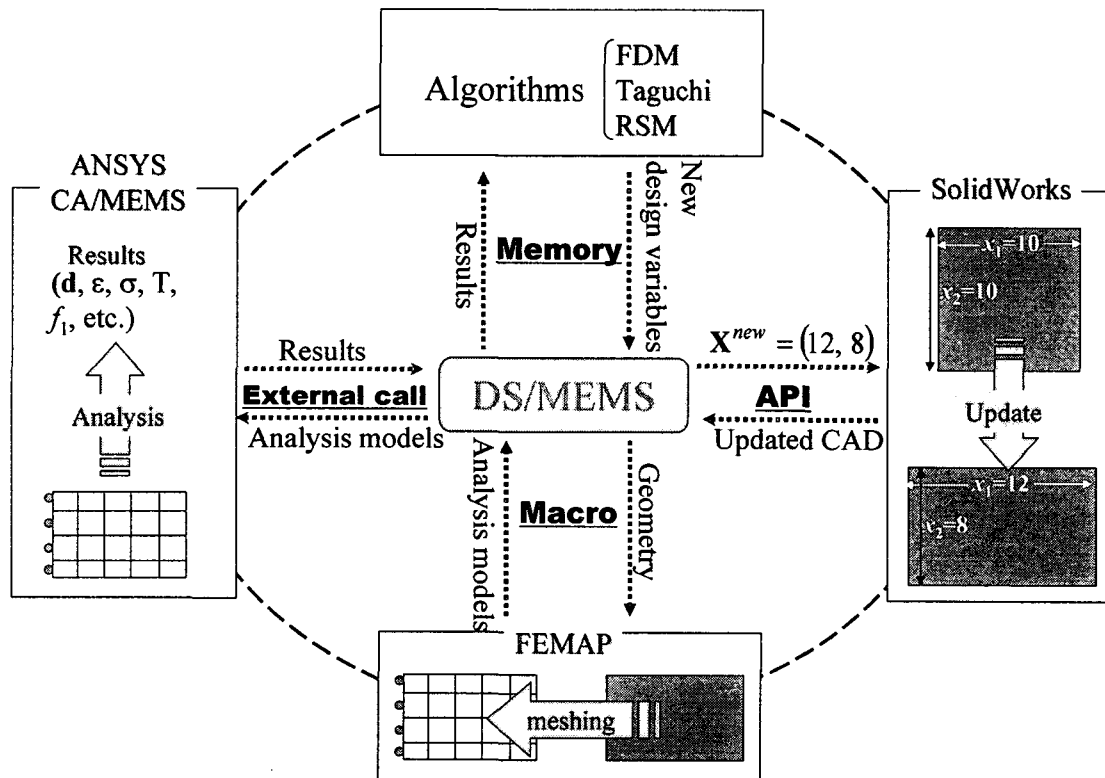 Algorithms
FDM
Taguchi
RSM
ANSYS
CA/MEMS
Results
(d, ε, σ, T,
f₁, etc.)
Analysis
SolidWorks
x₁=10
x₂=10
Update
x₁=12
x₂=8
Results
Memory
New
design variables
Results
External call
Analysis models
DS/MEMS
X^new = (12, 8)
API
Updated CAD
Analysis models
Macro
Geometry
FEMAP
meshing